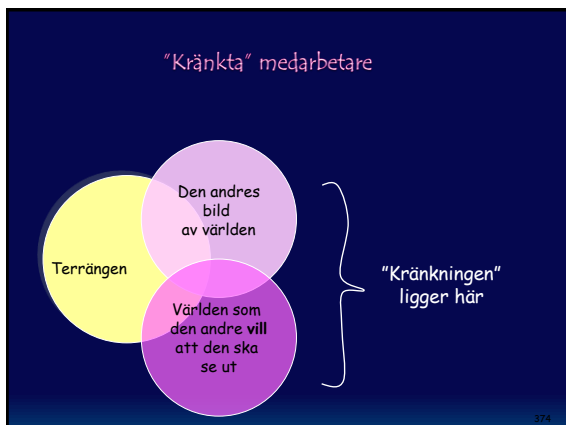 "Kränkta" medarbetare
Den andres
bild
av världen
Terrängen
"Kränkningen"
ligger här
Världen som
den andre vill
att den ska
se ut
374